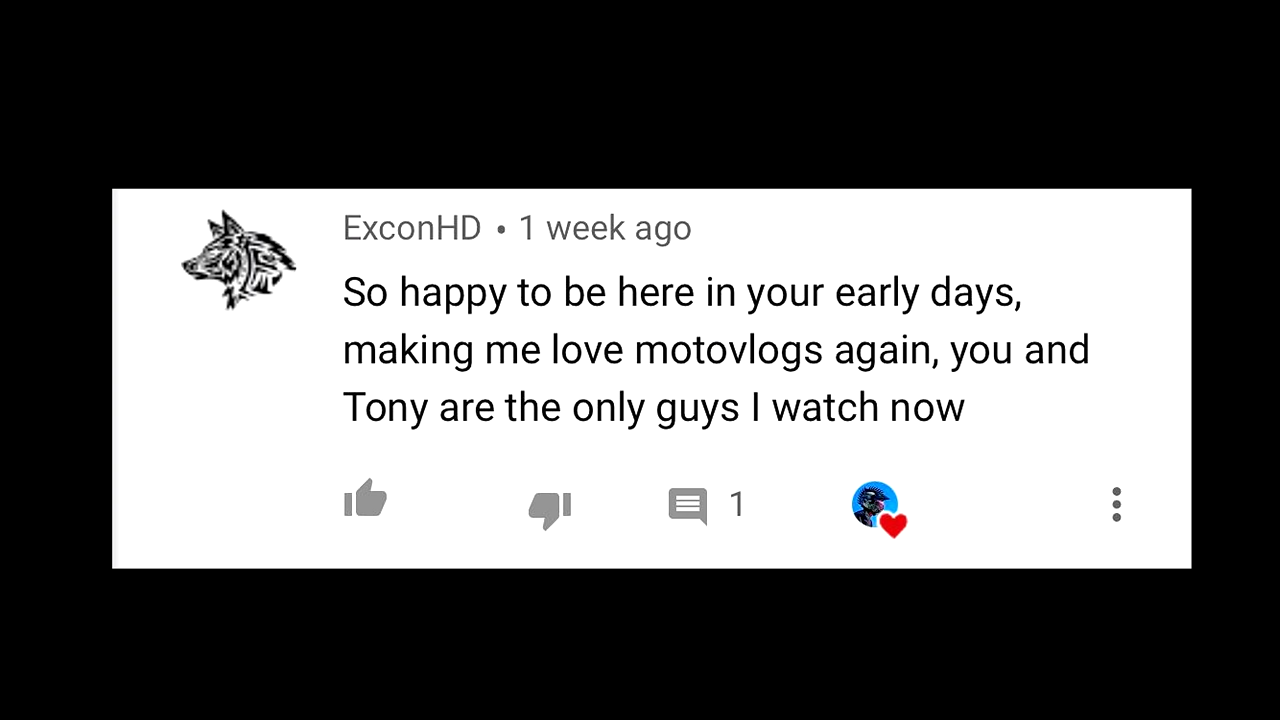 ExconHD • 1 week ago
So happy to be here in your early days,
making me love motovlogs again, you and
Tony are the only guys I watch now
1